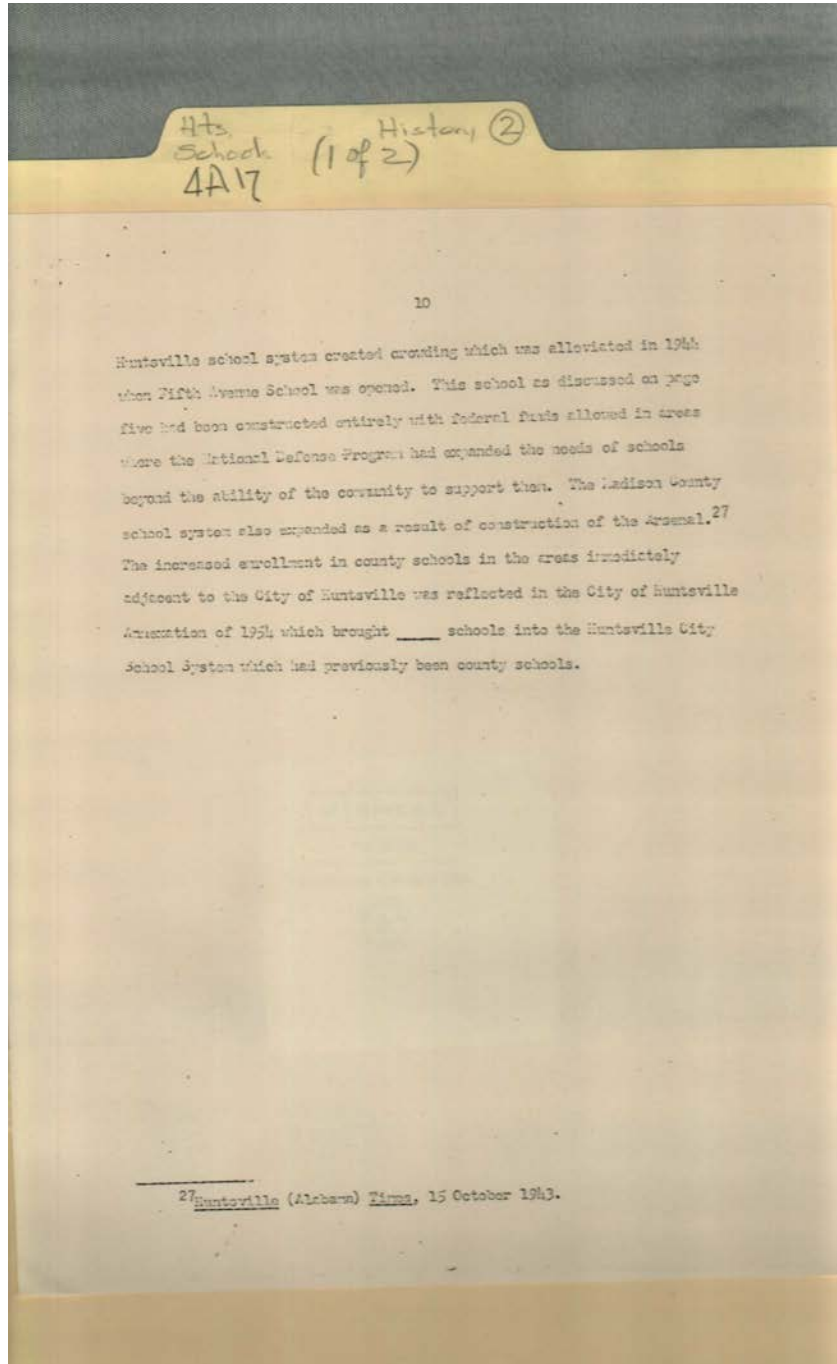 Hts. History ②
School. (1 of 2)
4A17
10
Huntsville school system created crowding which was alleviated in 1944
when Fifth Avenue School was opened. This school as discussed on page
five had been constructed entirely with federal funds allowed in areas
where the National Defense Program had expanded the needs of schools
beyond the ability of the community to support them. The Madison County
school system also expanded as a result of construction of the Arsenal.27
The increased enrollment in county schools in the areas immediately
adjacent to the City of Huntsville was reflected in the City of Huntsville
Annexation of 1954 which brought ____ schools into the Huntsville City
School System which had previously been county schools.
27Huntsville (Alabama) Times, 15 October 1943.